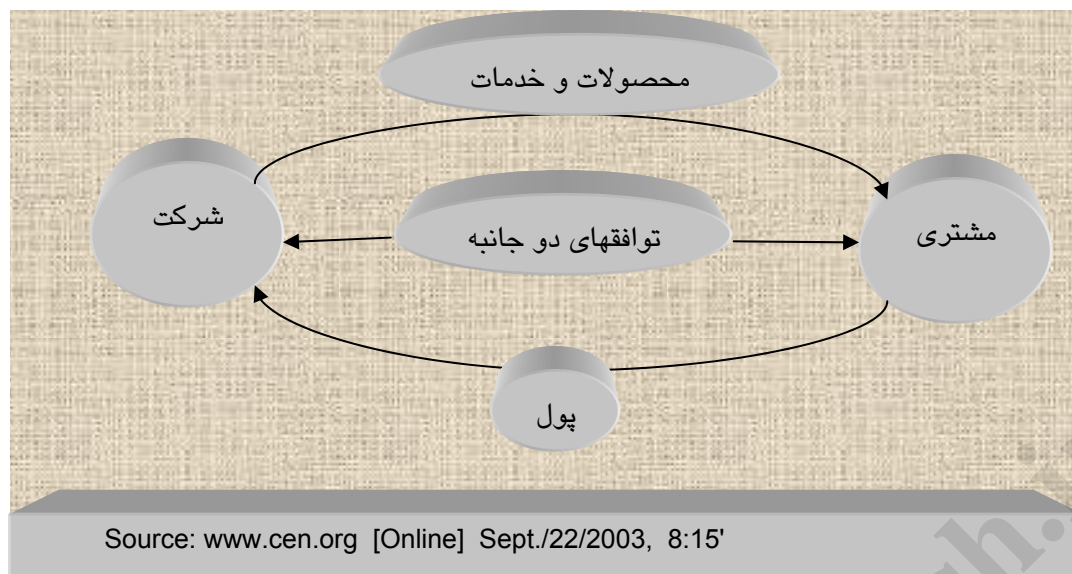 محصولات و خدمات
شرکت
توافقهای دو جانبه
مشتری
پول
Source: www.cen.org [Online] Sept./22/2003, 8:15'